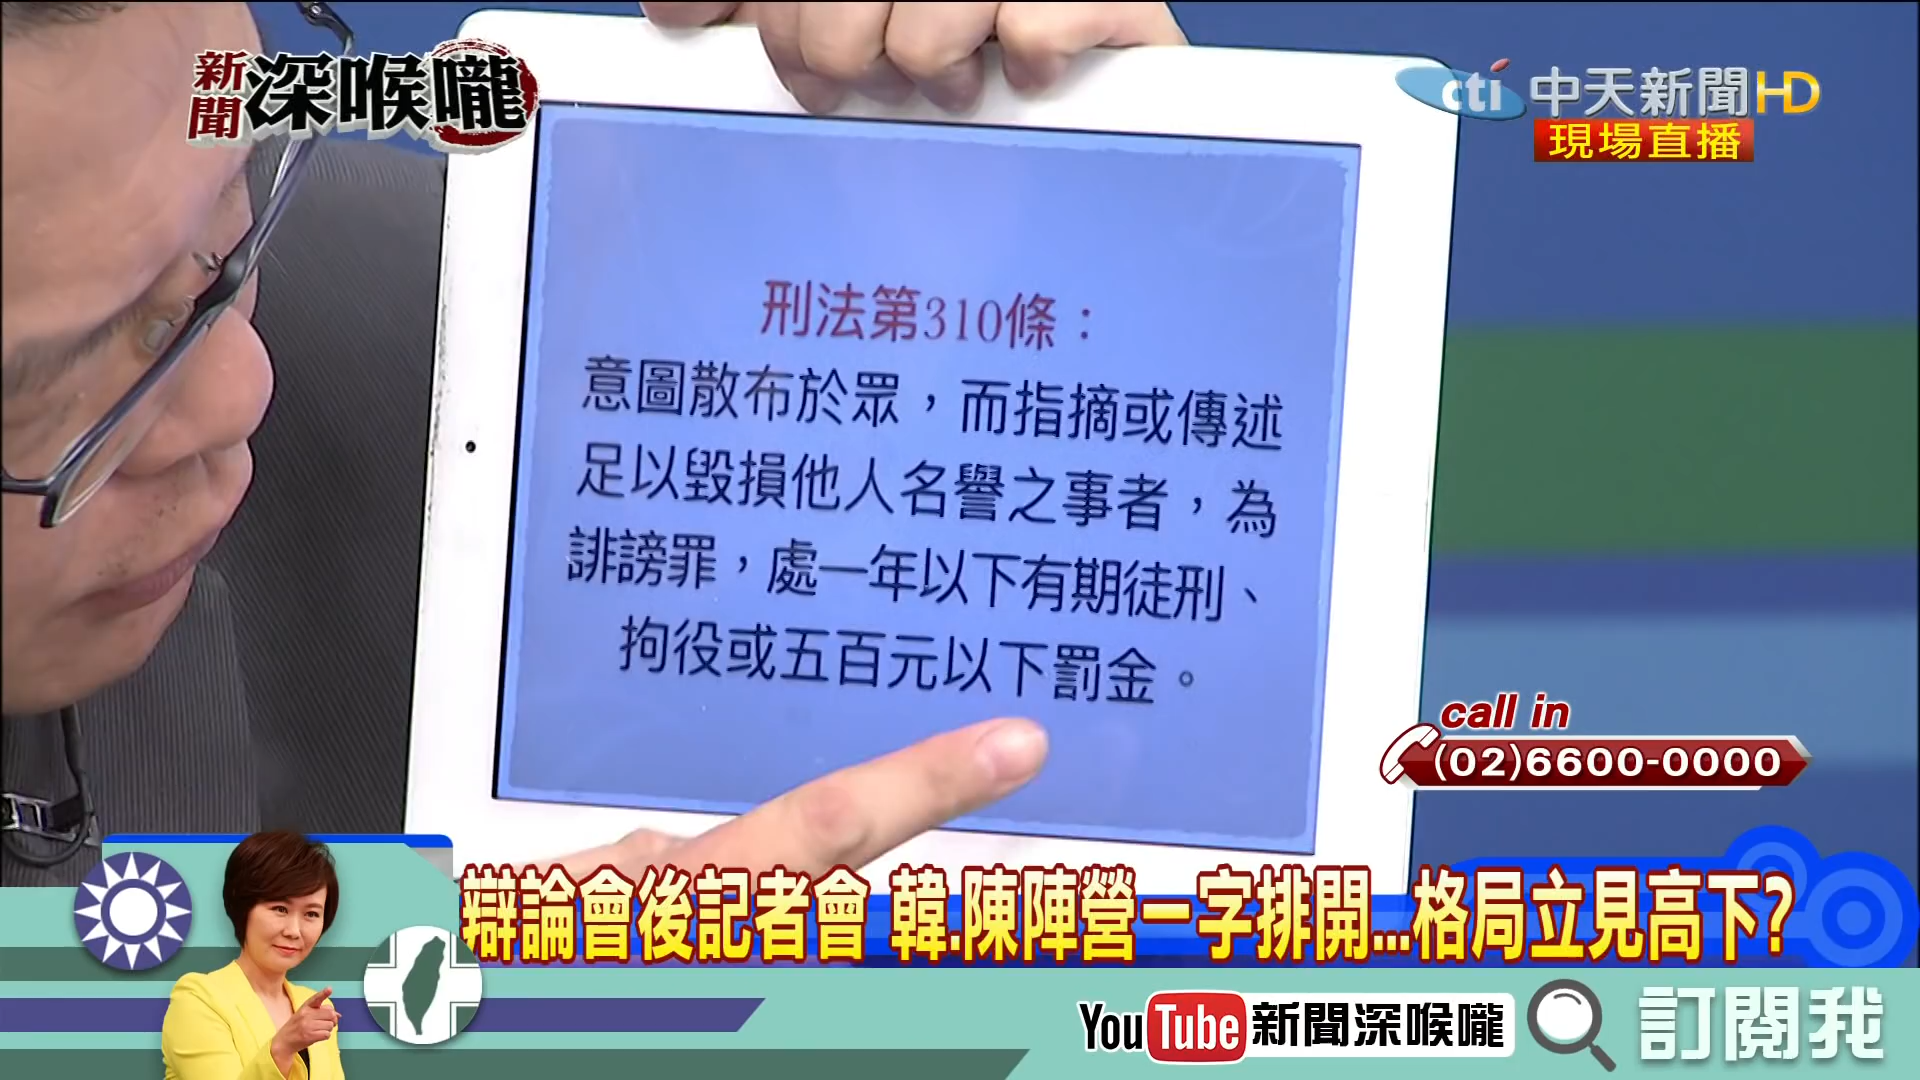 新聞深喉嚨
cti 中天新聞HD
現場直播
刑法第310條：
意圖散布於眾，而指摘或傳述
足以毀損他人名譽之事者，為
誹謗罪，處一年以下有期徒刑、
拘役或五百元以下罰金。
call in
(02)6600-0000
辯論會後記者會 韓.陳陣營一字排開...格局立見高下?
YouTube 新聞深喉嚨 訂閱我